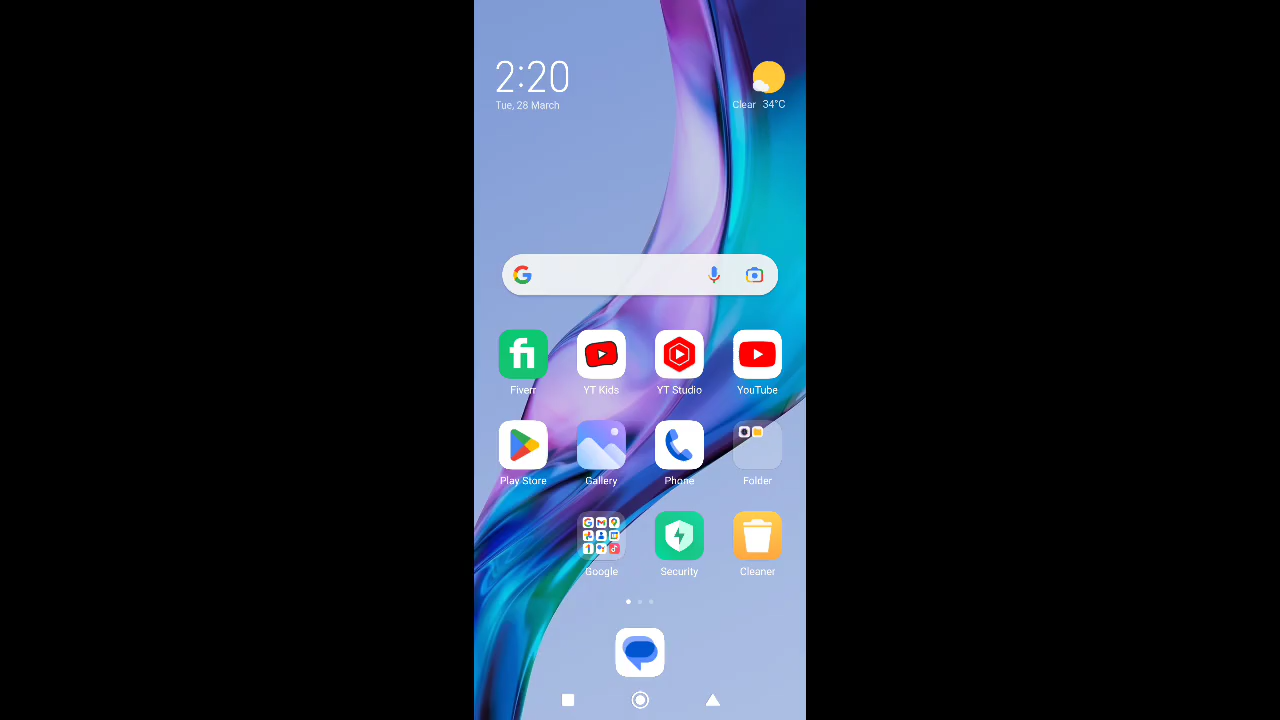 2:20
Tue, 28 March
Clear 34°C
Fiverr
YT Kids
YT Studio
YouTube
Play Store
Gallery
Phone
Folder
Google
Security
Cleaner